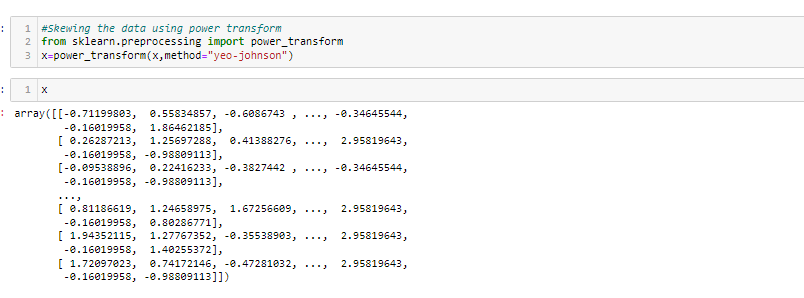 1 #Skewing the data using power transform
2 from sklearn.preprocessing import power_transform
3 x=power_transform(x,method="yeo-johnson")
1 x
array([[-0.71199803,  0.55834857, -0.6086743 , ..., -0.34645544,
-0.16019958,  1.86462185],
[ 0.26287213,  1.25697288,  0.41388276, ...,  2.95819643,
-0.16019958, -0.98809113],
[-0.09538896,  0.22416233, -0.3827442 , ..., -0.34645544,
-0.16019958, -0.98809113],
...,
[ 0.81186619,  1.24658975,  1.67256609, ...,  2.95819643,
-0.16019958,  0.80286771],
[ 1.94352115,  1.27767352, -0.35538903, ...,  2.95819643,
-0.16019958,  1.40255372],
[ 1.72097023,  0.74172146, -0.47281032, ...,  2.95819643,
-0.16019958, -0.98809113]])